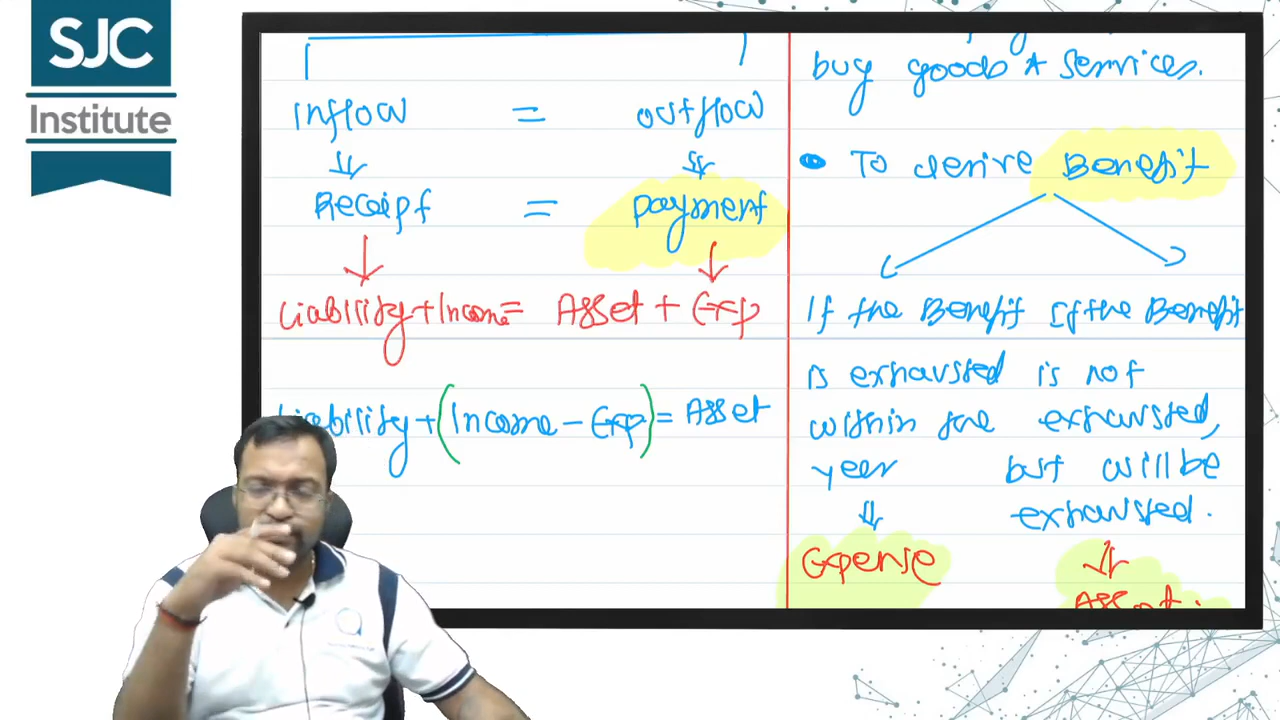 SJC
Institute
Inflow = outflow
Receipt = payment
Liability + Income = Asset + Exp
Liability + (Income - Exp) = Asset
buy goods & services.
• To derive Benefit
If the Benefit
is exhausted
within the
year
Expense
If the Benefit
is not
exhausted,
but will be
exhausted.
Asset.